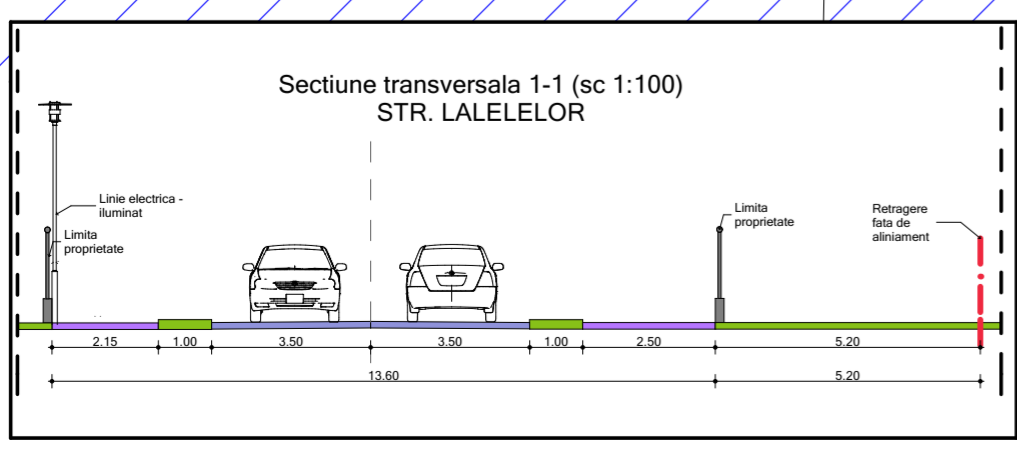 Sectiune transversala 1-1 (sc 1:100)
STR. LALELELOR
Linie electrica -
iluminat
Limita
proprietate
Limita
proprietate
Retragere
fata de
aliniament
2.15 1.00 3.50 3.50 1.00 2.50 5.20
13.60 5.20